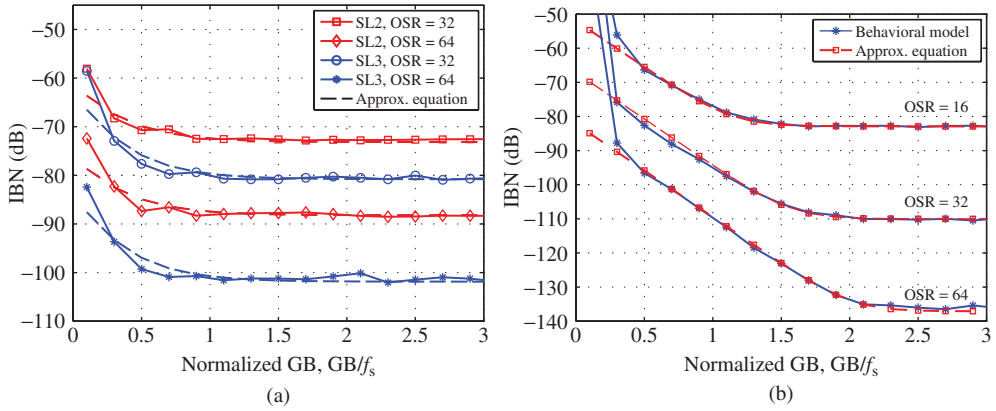 −45
−50
−60
−70
−80
−90
−100
−110
IBN (dB)
SL2, OSR = 32
SL2, OSR = 64
SL3, OSR = 32
SL3, OSR = 64
Approx. equation
0 0.5 1 1.5 2 2.5 3
Normalized GB, GB/fs
(a)
−50
−60
−70
−80
−90
−100
−110
−120
−130
−140
IBN (dB)
Behavioral model
Approx. equation
OSR = 16
OSR = 32
OSR = 64
0 0.5 1 1.5 2 2.5 3
Normalized GB, GB/fs
(b)